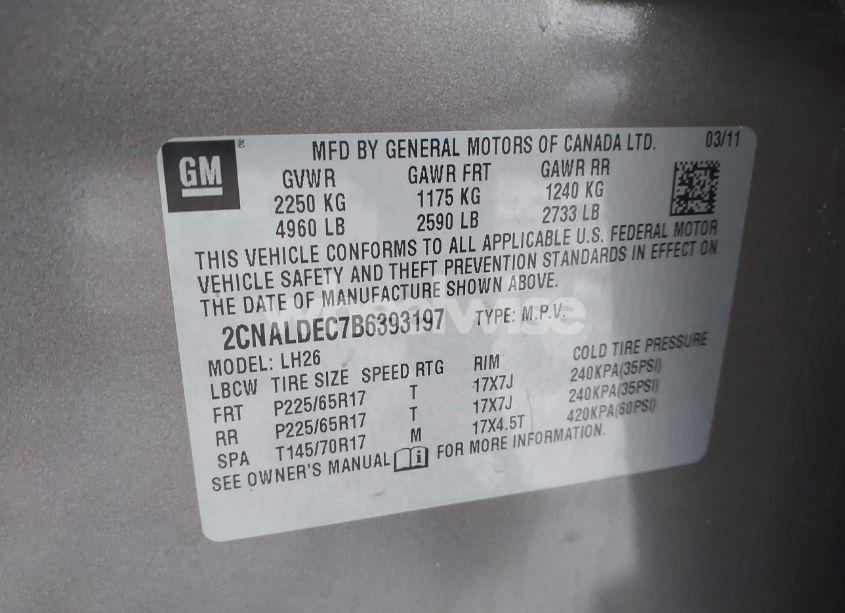 GM
MFD BY GENERAL MOTORS OF CANADA LTD. 03/11
GVWR GAWR FRT GAWR RR
2250 KG 1175 KG 1240 KG
4960 LB 2590 LB 2733 LB
THIS VEHICLE CONFORMS TO ALL APPLICABLE U.S. FEDERAL MOTOR
VEHICLE SAFETY AND THEFT PREVENTION STANDARDS IN EFFECT ON
THE DATE OF MANUFACTURE SHOWN ABOVE.
2CNALDEC7B6393197 TYPE: M.P.V.
MODEL: LH26
LBCW TIRE SIZE SPEED RTG RIM COLD TIRE PRESSURE
FRT P225/65R17 T 17X7J 240KPA(35PSI)
RR P225/65R17 T 17X7J 240KPA(35PSI)
SPA T145/70R17 M 17X4.5T 420KPA(60PSI)
SEE OWNER'S MANUAL FOR MORE INFORMATION.